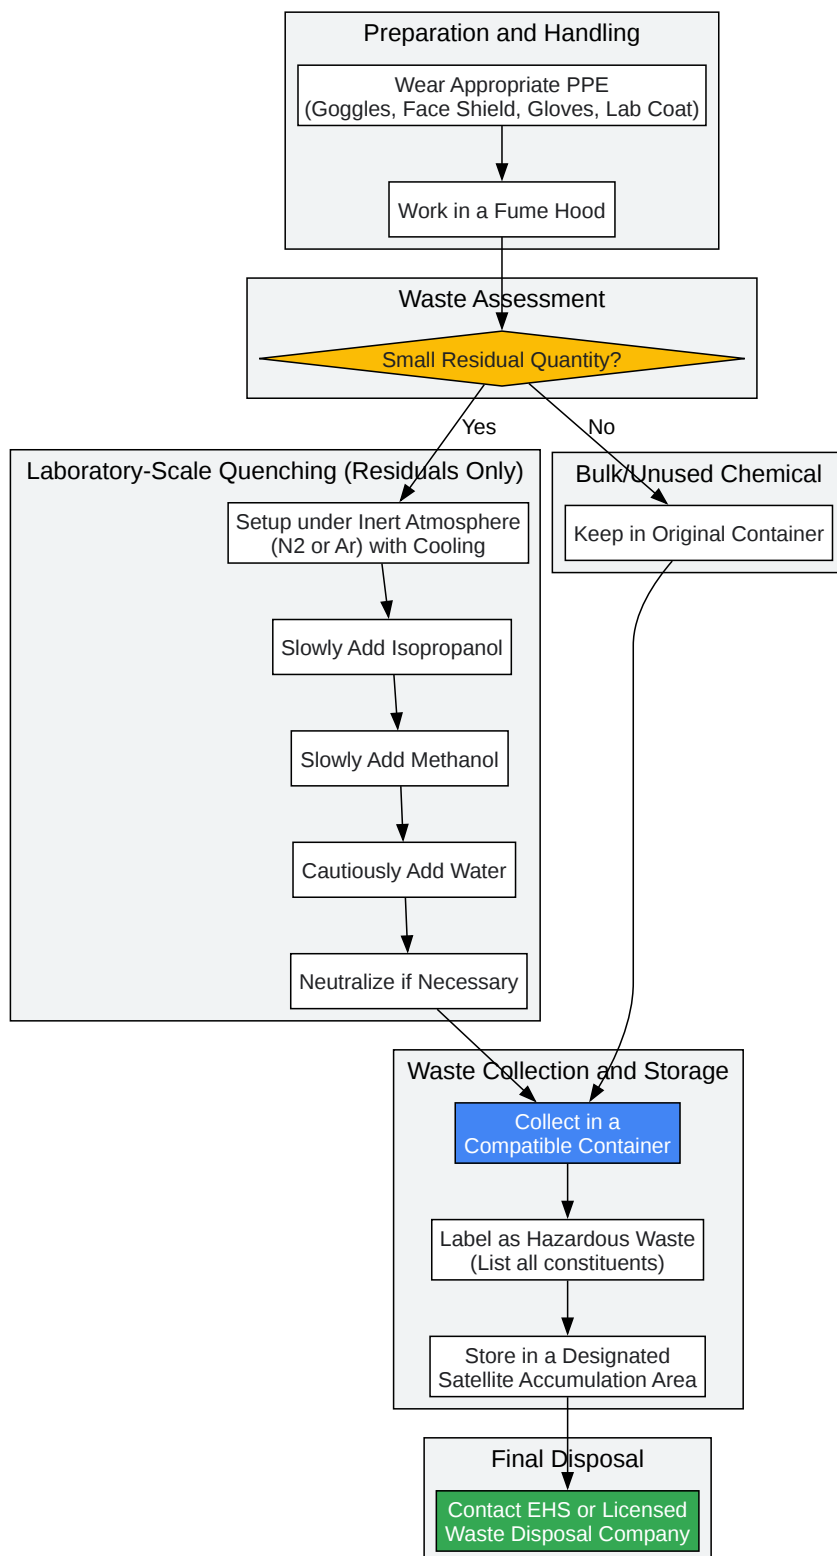 Preparation and Handling
Wear Appropriate PPE
(Goggles, Face Shield, Gloves, Lab Coat)
Work in a Fume Hood
Waste Assessment
Small Residual Quantity?
Yes
No
Laboratory-Scale Quenching (Residuals Only)
Setup under Inert Atmosphere
(N2 or Ar) with Cooling
Slowly Add Isopropanol
Slowly Add Methanol
Cautiously Add Water
Neutralize if Necessary
Bulk/Unused Chemical
Keep in Original Container
Waste Collection and Storage
Collect in a
Compatible Container
Label as Hazardous Waste
(List all constituents)
Store in a Designated
Satellite Accumulation Area
Final Disposal
Contact EHS or Licensed
Waste Disposal Company